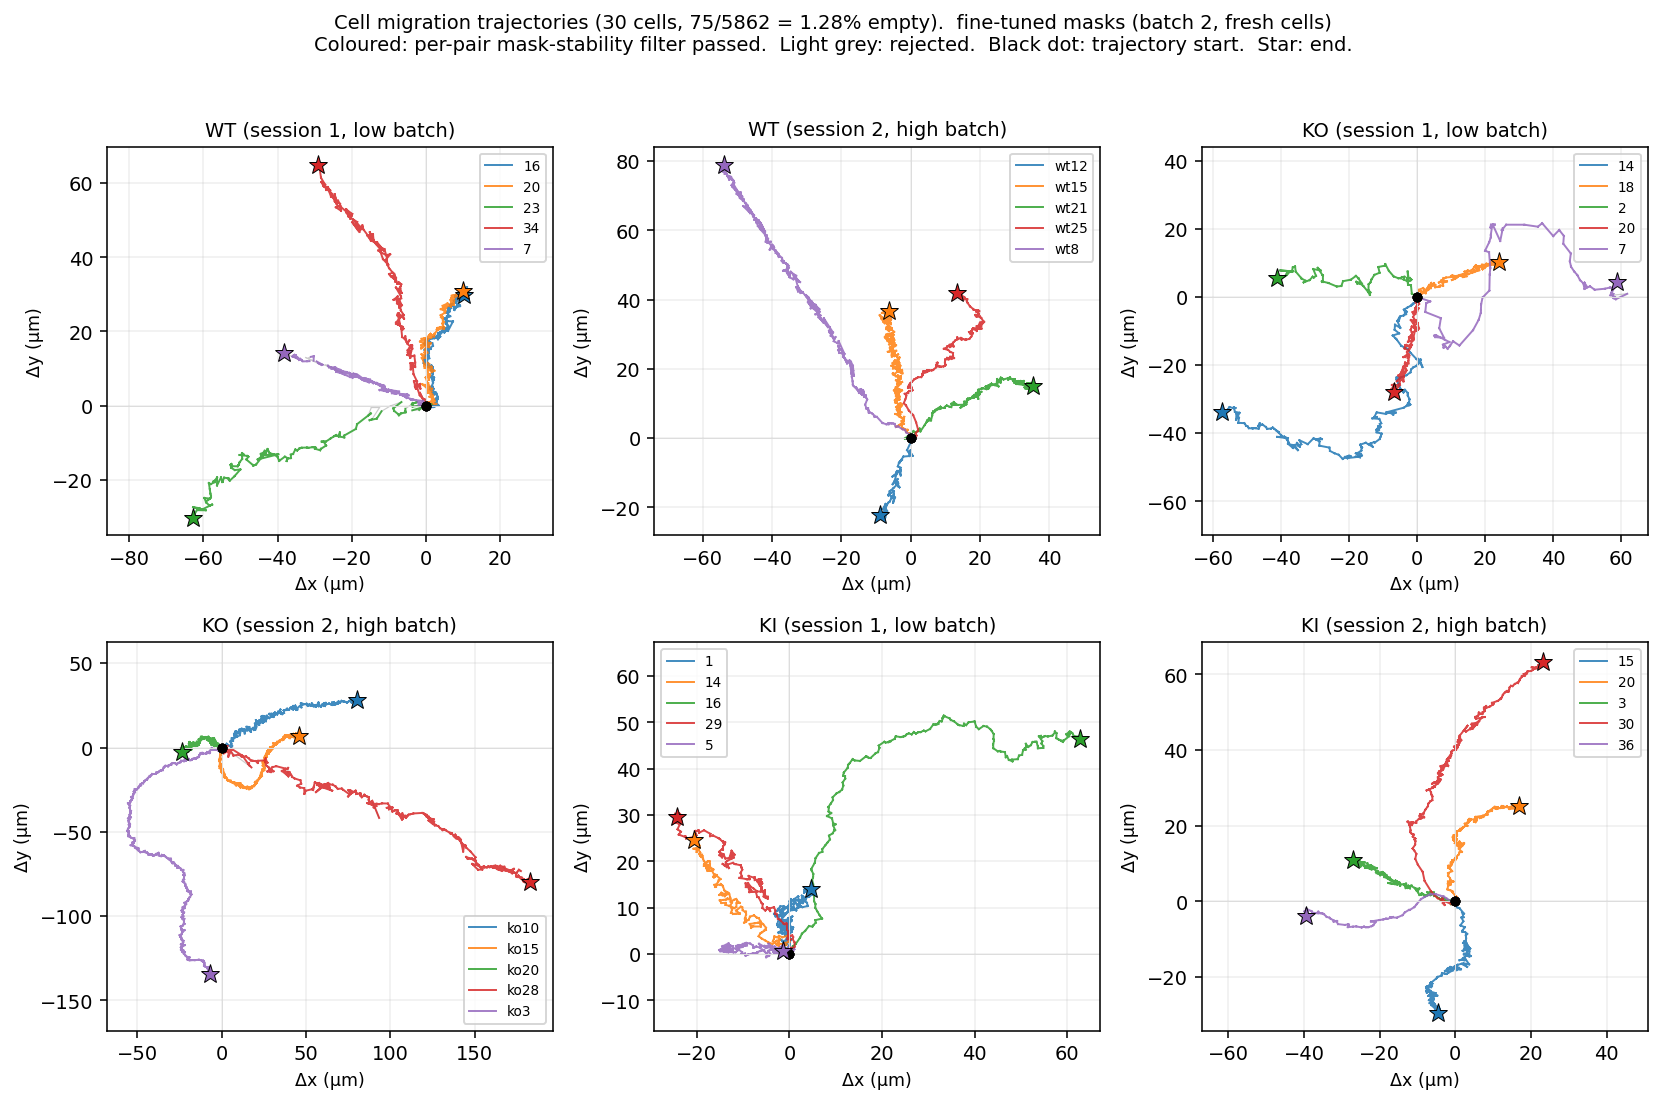 Cell migration trajectories (30 cells, 75/5862 = 1.28% empty).  fine-tuned masks (batch 2, fresh cells)
Coloured: per-pair mask-stability filter passed.  Light grey: rejected.  Black dot: trajectory start.  Star: end.
WT (session 1, low batch)
16
20
23
34
7
60
40
20
0
−20
Δy (μm)
−80 −60 −40 −20 0 20
Δx (μm)
WT (session 2, high batch)
wt12
wt15
wt21
wt25
wt8
80
60
40
20
0
−20
Δy (μm)
−60 −40 −20 0 20 40
Δx (μm)
KO (session 1, low batch)
14
18
2
20
7
40
20
0
−20
−40
−60
Δy (μm)
−60 −40 −20 0 20 40 60
Δx (μm)
KO (session 2, high batch)
50
0
−50
−100
−150
Δy (μm)
ko10
ko15
ko20
ko28
ko3
−50 0 50 100 150
Δx (μm)
KI (session 1, low batch)
1
14
16
29
5
60
50
40
30
20
10
0
−10
Δy (μm)
−20 0 20 40 60
Δx (μm)
KI (session 2, high batch)
15
20
3
30
36
60
40
20
0
−20
Δy (μm)
−60 −40 −20 0 20 40
Δx (μm)